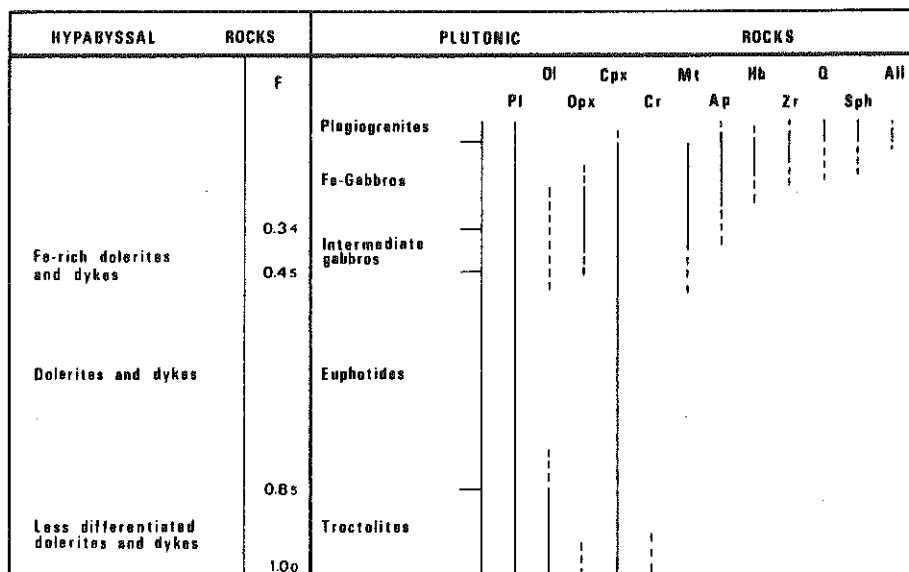 HYPABYSSAL ROCKS
PLUTONIC ROCKS
F
Ol Cpx Mt Hb Q All
Pl Opx Cr Ap Zr Sph
Plagiogranites
Fe-Gabbros
0.34
Intermediate
gabbros
Fe-rich dolerites
and dykes
0.45
Dolerites and dykes
Euphotides
0.85
Less differentiated
dolerites and dykes
Troctolites
1.00